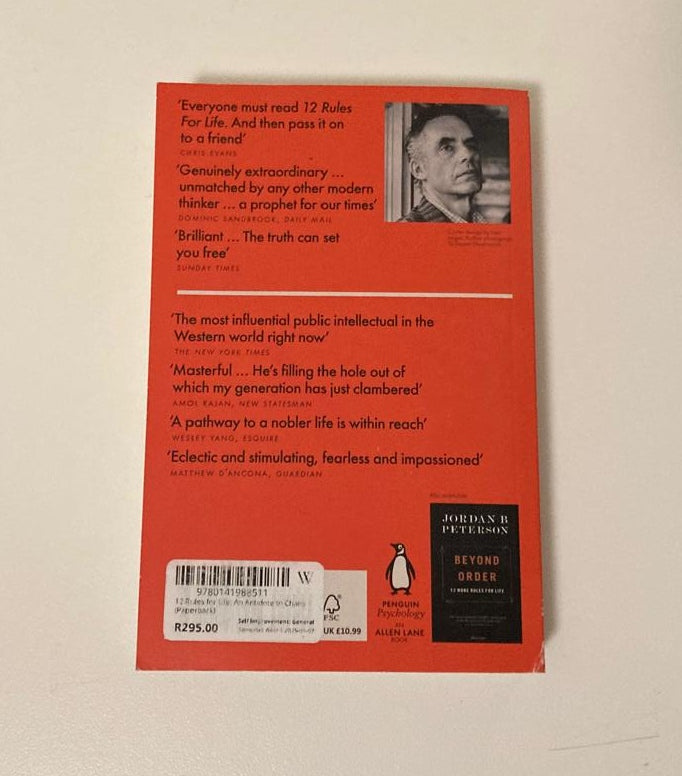 'Everyone must read 12 Rules
For Life. And then pass it on
to a friend'
CHRIS EVANS
'Genuinely extraordinary ...
unmatched by any other modern
thinker ... a prophet for our times'
DOMINIC SANDBROOK, DAILY MAIL
'Brilliant ... The truth can set
you free'
SUNDAY TIMES
'The most influential public intellectual in the
Western world right now'
THE NEW YORK TIMES
'Masterful ... He's filling the hole out of
which my generation has just clambered'
AMOL RAJAN, NEW STATESMAN
'A pathway to a nobler life is within reach'
WESLEY YANG, ESQUIRE
'Eclectic and stimulating, fearless and impassioned'
MATTHEW D'ANCONA, GUARDIAN
Also available
JORDAN B
PETERSON
BEYOND
ORDER
12 MORE RULES FOR LIFE
PENGUIN
Psychology
AN
ALLEN LANE
BOOK
W
9780141988511
12 Rules for Life: An Antidote to Chaos
(Paperback)
R295.00
Self Improvement: General
FSC
UK £10.99